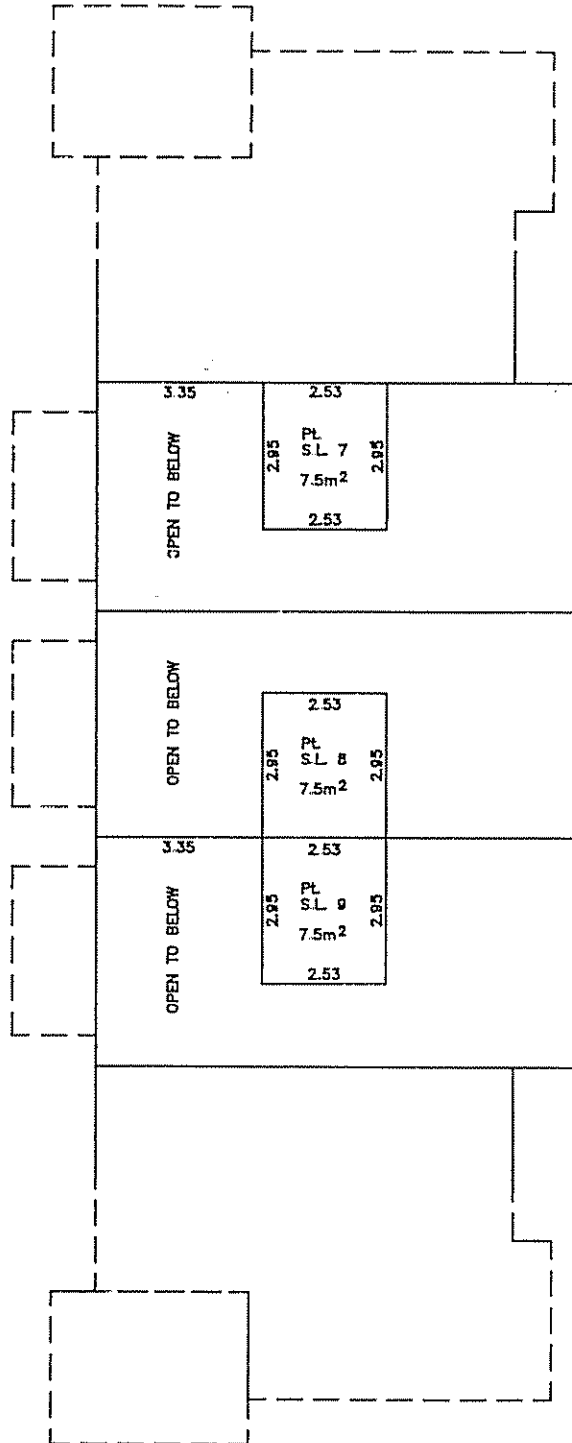 3.35
2.53
OPEN TO BELOW
2.95
Pt.
S.L. 7
7.5m²
2.95
2.53
OPEN TO BELOW
2.53
2.95
Pt.
S.L. 8
7.5m²
2.95
3.35
2.53
OPEN TO BELOW
2.95
Pt.
S.L. 9
7.5m²
2.95
2.53